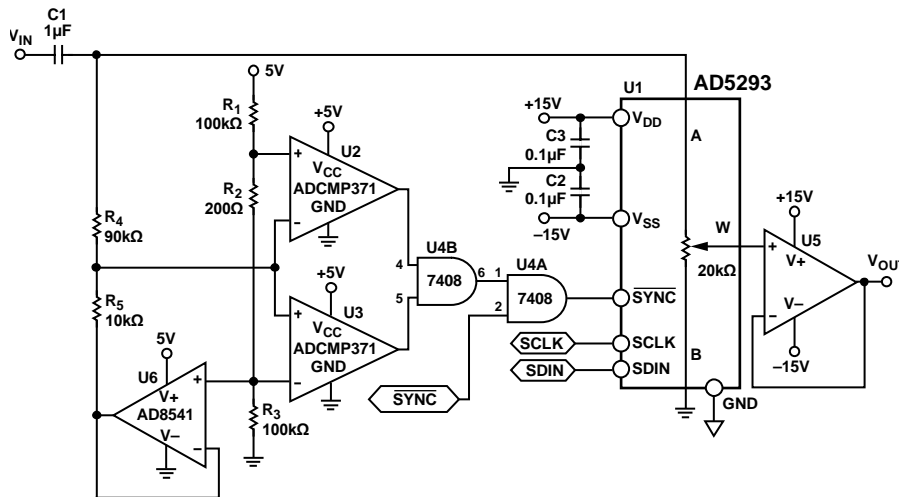 C1
1µF
VIN
5V
R1
100kΩ
+5V
U2
VCC
ADCMP371
GND
+
–
R2
200Ω
R4
90kΩ
R5
10kΩ
+5V
U3
VCC
ADCMP371
GND
+
–
5V
U6
V+
AD8541
V–
+
–
R3
100kΩ
U4B
4
5
7408
6
U4A
1
2
7408
SYNC
SCLK
SDIN
U1
AD5293
+15V
VDD
C3
0.1µF
C2
0.1µF
–15V
VSS
SYNC
SCLK
SDIN
A
W
20kΩ
B
GND
+15V
U5
V+
+
–
V–
–15V
VOUT